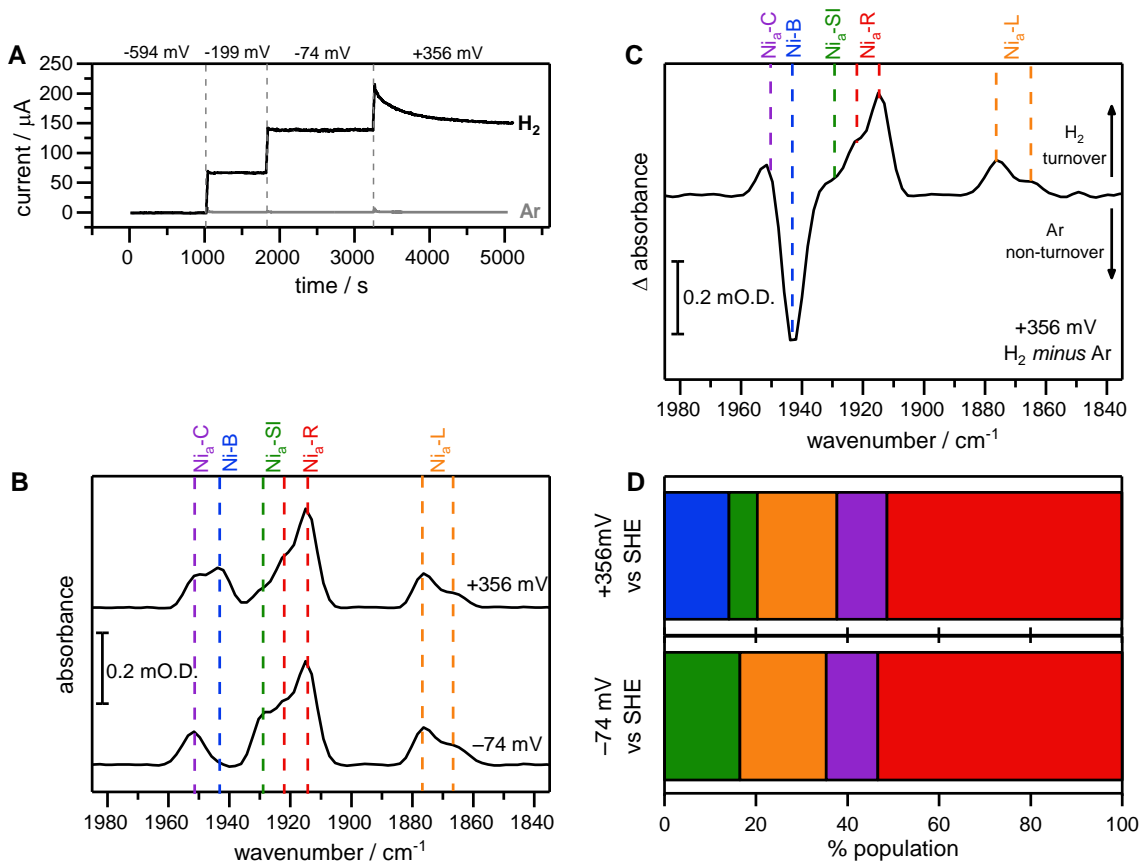 A
-594 mV -199 mV -74 mV +356 mV
250
200
150
100
50
0
current / μA
H2
Ar
0 1000 2000 3000 4000 5000
time / s
B
Nia-C
Ni-B
Nia-SI
Nia-R
Nia-L
absorbance
+356 mV
0.2 mO.D.
–74 mV
1980 1960 1940 1920 1900 1880 1860 1840
wavenumber / cm-1
C
Nia-C
Ni-B
Nia-SI
Nia-R
Nia-L
Δ absorbance
H2
turnover
Ar
non-turnover
0.2 mO.D.
+356 mV
H2 minus Ar
1980 1960 1940 1920 1900 1880 1860 1840
wavenumber / cm-1
D
+356mV
vs SHE
–74 mV
vs SHE
0 20 40 60 80 100
% population